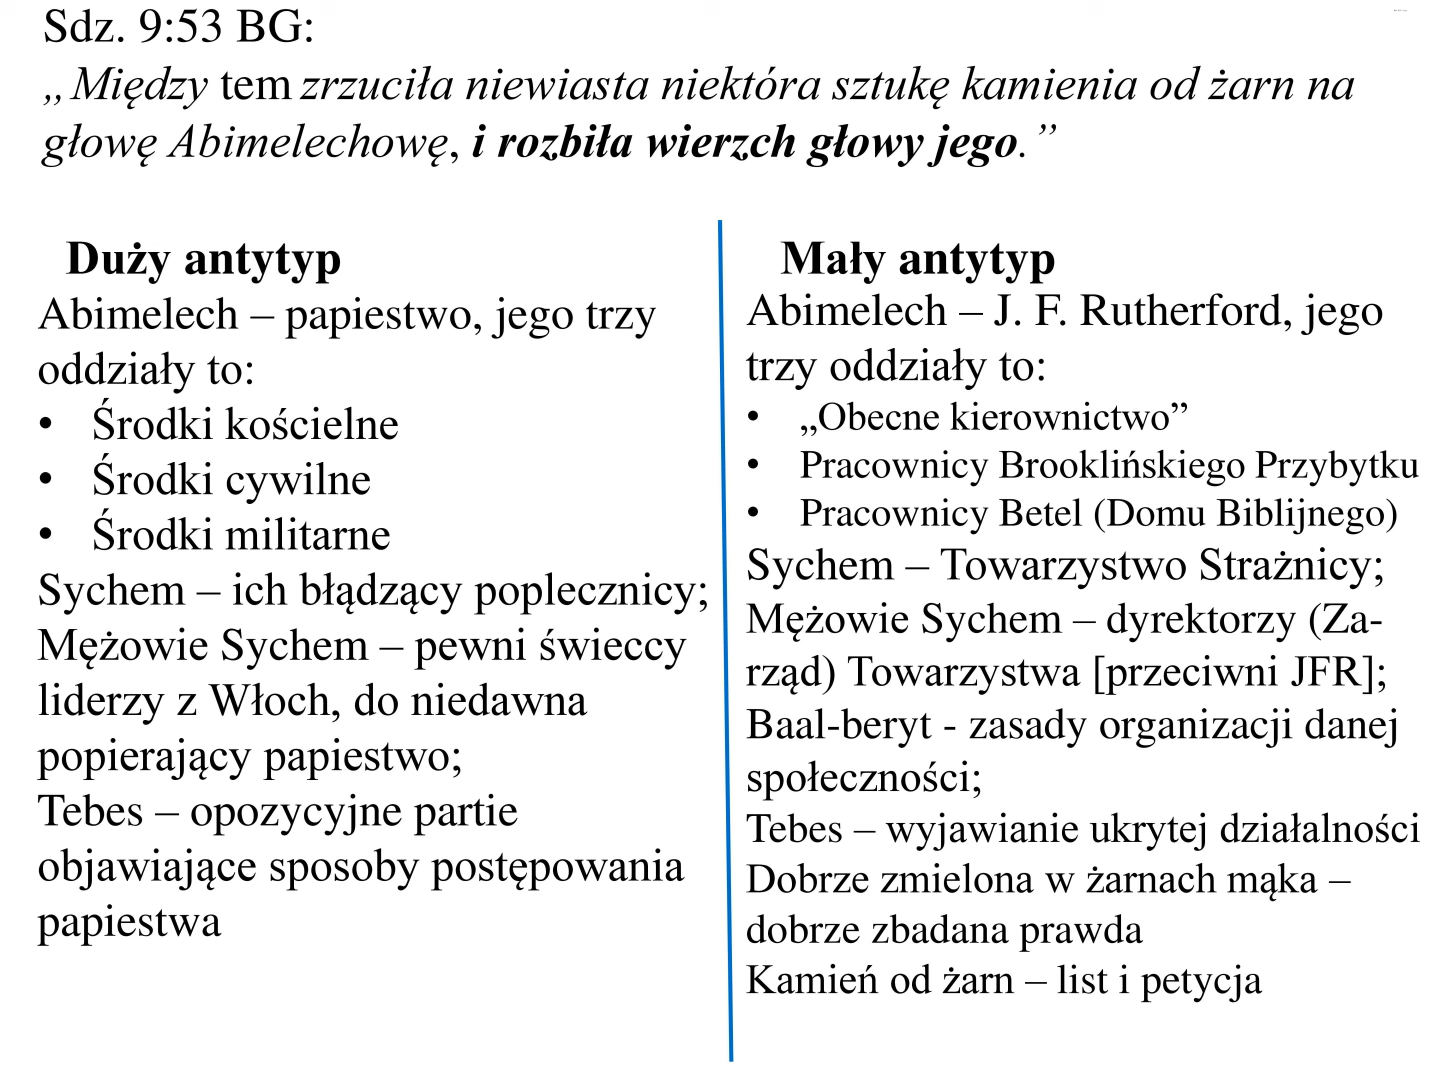 Sdz. 9:53 BG:
„Między tem zrzuciła niewiasta niektóra sztukę kamienia od żarn na
głowę Abimelechowę, i rozbiła wierzch głowy jego.”
Duży antytyp
Abimelech – papiestwo, jego trzy
oddziały to:
• Środki kościelne
• Środki cywilne
• Środki militarne
Sychem – ich błądzący poplecznicy;
Mężowie Sychem – pewni świeccy
liderzy z Włoch, do niedawna
popierający papiestwo;
Tebes – opozycyjne partie
objawiające sposoby postępowania
papiestwa
Mały antytyp
Abimelech – J. F. Rutherford, jego
trzy oddziały to:
• „Obecne kierownictwo”
• Pracownicy Brooklińskiego Przybytku
• Pracownicy Betel (Domu Biblijnego)
Sychem – Towarzystwo Strażnicy;
Mężowie Sychem – dyrektorzy (Za-
rząd) Towarzystwa [przeciwni JFR];
Baal-beryt - zasady organizacji danej
społeczności;
Tebes – wyjawianie ukrytej działalności
Dobrze zmielona w żarnach mąka –
dobrze zbadana prawda
Kamień od żarn – list i petycja